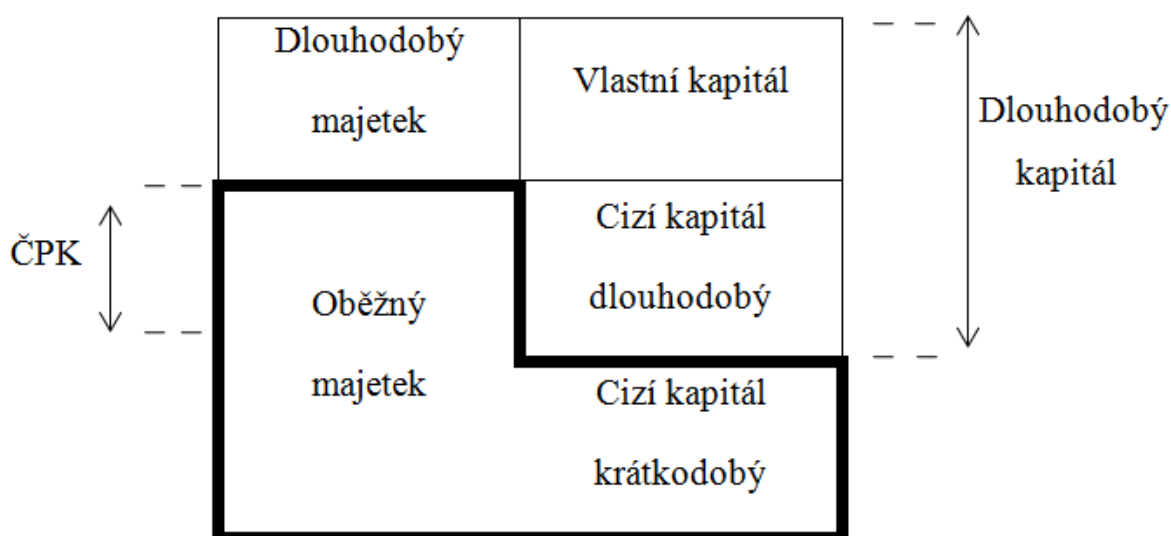 Dlouhodobý
majetek
Vlastní kapitál
Dlouhodobý
kapitál
ČPK
Oběžný
majetek
Cizí kapitál
dlouhodobý
Cizí kapitál
krátkodobý